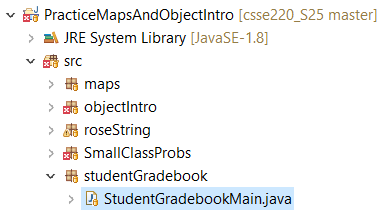 PracticeMapsAndObjectIntro [csse220_S25 master]
JRE System Library [JavaSE-1.8]
src
maps
objectIntro
roseString
SmallClassProbs
studentGradebook
StudentGradebookMain.java